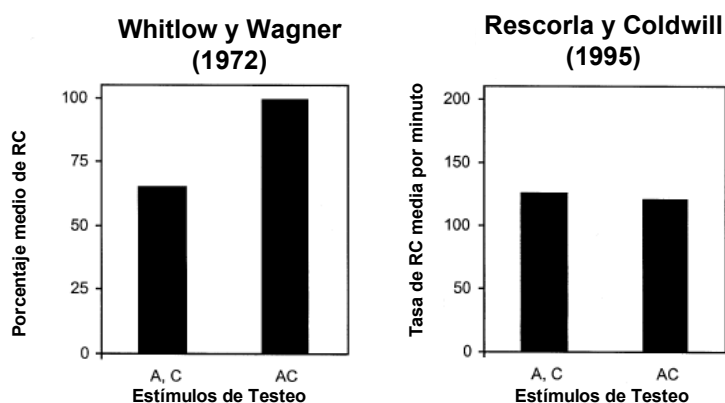 Whitlow y Wagner
(1972)
Porcentaje medio de RC
100
75
50
25
0
A, C
AC
Estímulos de Testeo
Rescorla y Coldwill
(1995)
Tasa de RC media por minuto
200
150
100
50
0
A, C
AC
Estímulos de Testeo